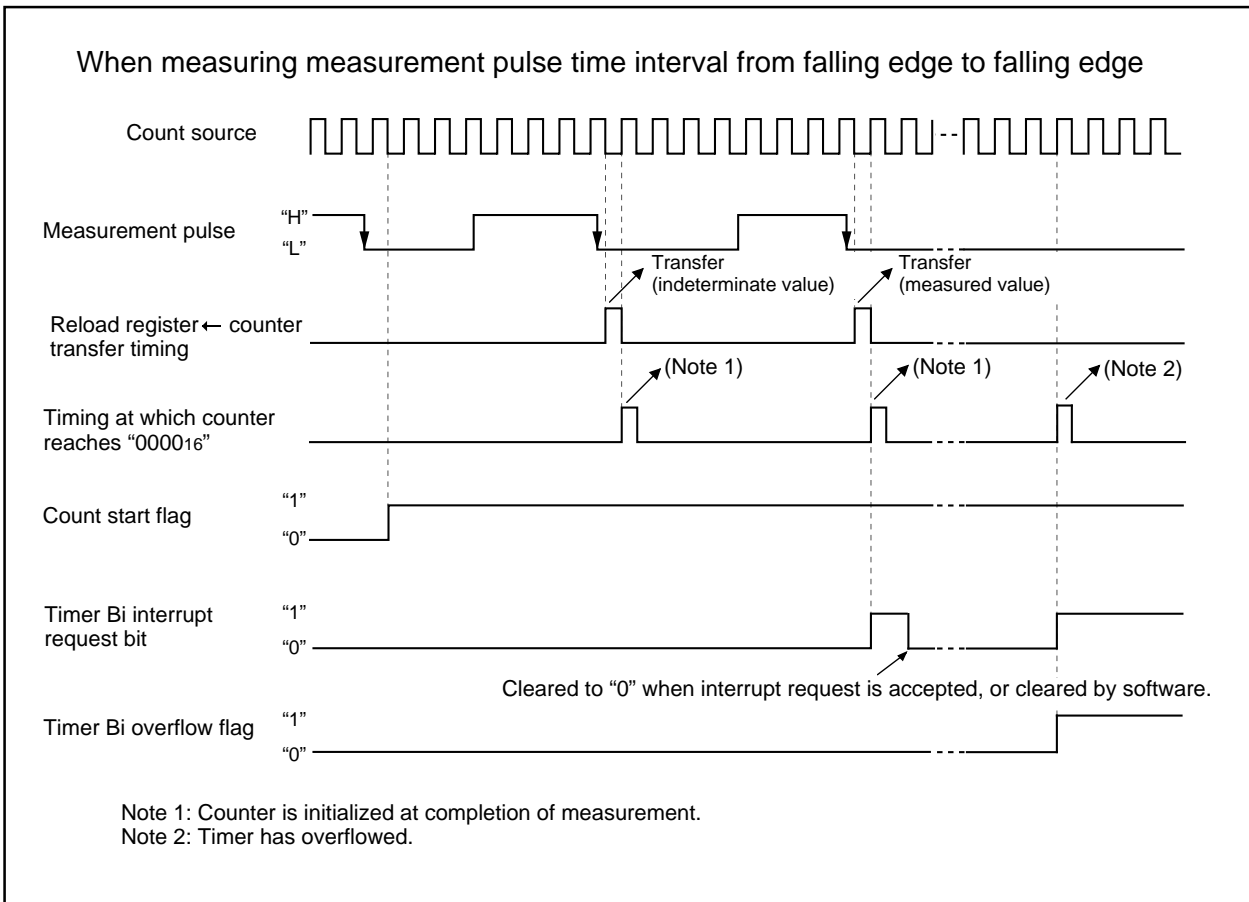 When measuring measurement pulse time interval from falling edge to falling edge
Count source
Measurement pulse
“H”
“L”
Transfer
(indeterminate value)
Transfer
(measured value)
Reload register ← counter
transfer timing
(Note 1)
(Note 1)
(Note 2)
Timing at which counter
reaches “000016”
Count start flag
“1”
“0”
Timer Bi interrupt
request bit
“1”
“0”
Cleared to “0” when interrupt request is accepted, or cleared by software.
Timer Bi overflow flag
“1”
“0”
Note 1: Counter is initialized at completion of measurement.
Note 2: Timer has overflowed.